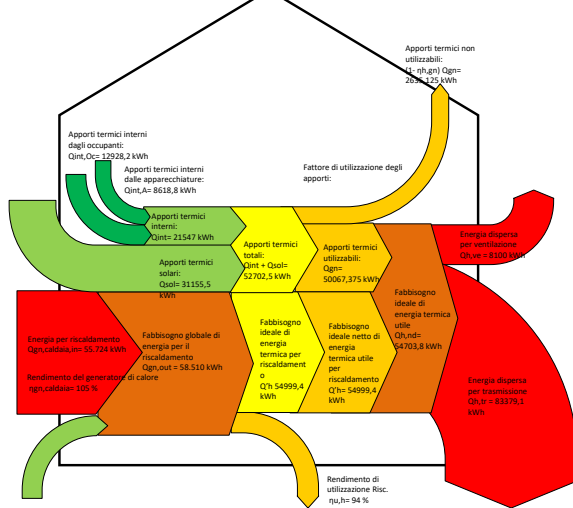 Apporti termici non
utilizzabili:
(1- ηh,gn) Qgn=
2635,125 kWh
Apporti termici interni
dagli occupanti:
Qint,Oc= 12928,2 kWh
Apporti termici interni
dalle apparecchiature:
Qint,A= 8618,8 kWh
Fattore di utilizzazione degli
apporti:
Apporti termici
interni:
Qint= 21547 kWh
Apporti termici
solari:
Qsol= 31155,5
kWh
Apporti termici
totali:
Qint + Qsol=
52702,5 kWh
Apporti termici
utilizzabili:
Qgn=
50067,375 kWh
Energia dispersa
per ventilazione
Qh,ve = 8100 kWh
Fabbisogno
ideale di
energia termica
utile
Qh,nd=
54703,8 kWh
Energia per riscaldamento
Qgn,caldaia,in= 55.724 kWh
Rendimento del generatore di calore
ηgn,caldaia= 105 %
Fabbisogno globale di
energia per il
riscaldamento
Qgn,out = 58.510 kWh
Fabbisogno
ideale di
energia
termica per
riscaldament
o
Q'h 54999,4
kWh
Fabbisogno
ideale netto di
energia
termica utile
per
riscaldamento
Q'h= 54999,4
kWh
Energia dispersa
per trasmissione
Qh,tr = 83379,1
kWh
Rendimento di
utilizzazione Risc.
ηu,h= 94 %